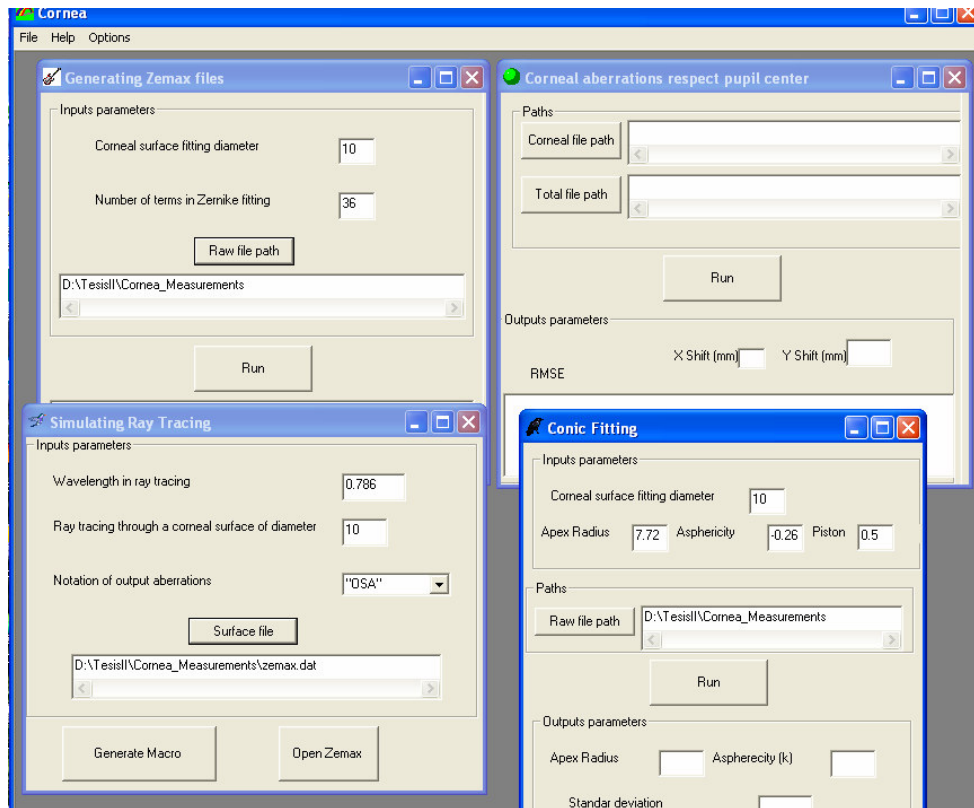 Cornea
File Help Options
Generating Zemax files
Inputs parameters
Corneal surface fitting diameter 10
Number of terms in Zernike fitting 36
Raw file path
D:\TesisII\Cornea_Measurements
Run
Corneal aberrations respect pupil center
Paths
Corneal file path
Total file path
Run
Outputs parameters
X Shift (mm) Y Shift (mm)
RMSE
Simulating Ray Tracing
Inputs parameters
Wavelength in ray tracing 0.786
Ray tracing through a corneal surface of diameter 10
Notation of output aberrations "OSA"
Surface file
D:\TesisII\Cornea_Measurements\zemax.dat
Generate Macro Open Zemax
Conic Fitting
Inputs parameters
Corneal surface fitting diameter 10
Apex Radius 7.72 Asphericity -0.26 Piston 0.5
Paths
Raw file path D:\TesisII\Cornea_Measurements
Run
Outputs parameters
Apex Radius Aspherecity (k)
Standar deviation